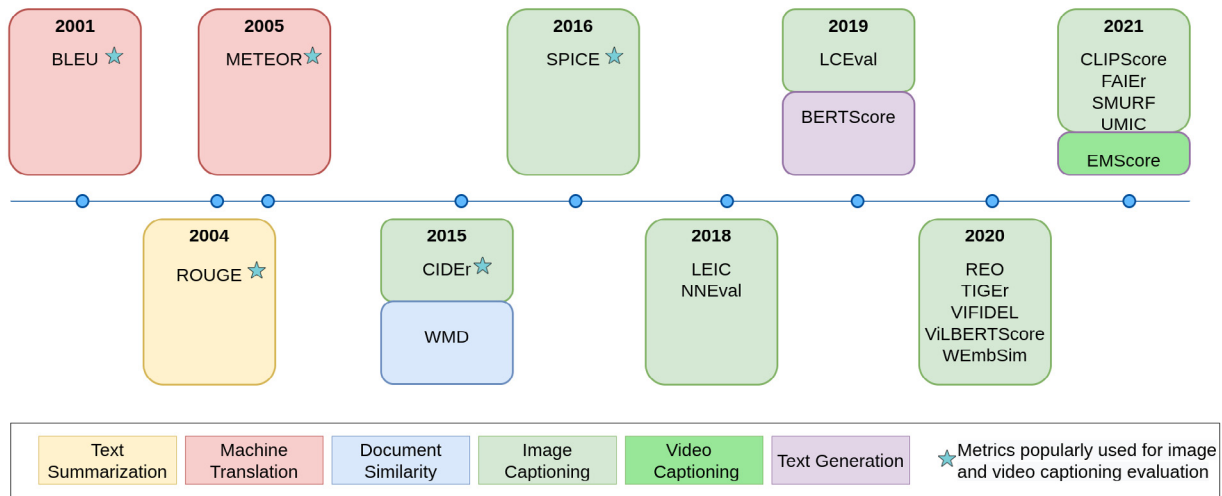 2001
BLEU
2005
METEOR
2016
SPICE
2019
LCEval
BERTScore
2021
CLIPScore
FAIEr
SMURF
UMIC
EMScore
2004
ROUGE
2015
CIDEr
WMD
2018
LEIC
NNEval
2020
REO
TIGEr
VIFIDEL
ViLBERTScore
WEmbSim
Text
Summarization
Machine
Translation
Document
Similarity
Image
Captioning
Video
Captioning
Text Generation
Metrics popularly used for image
and video captioning evaluation